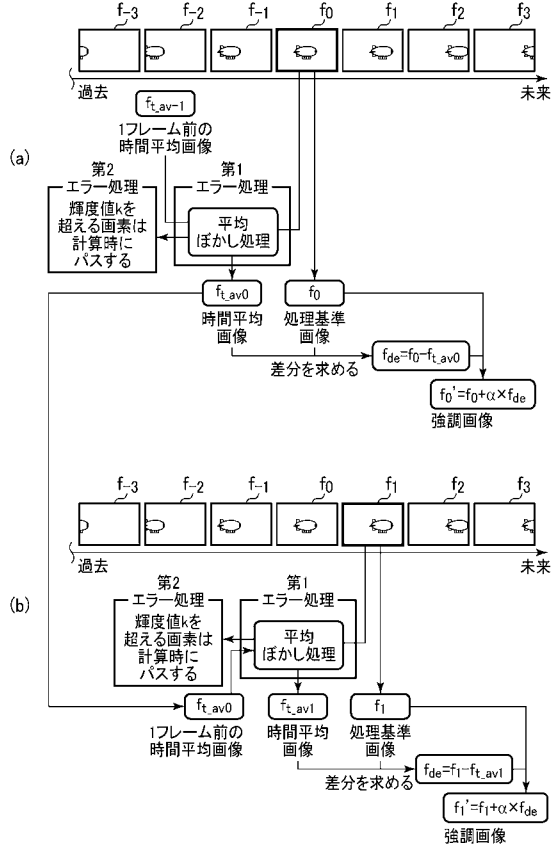 f-3 f-2 f-1 f0 f1 f2 f3
過去 未来
(a)
ft_av-1
1フレーム前の
時間平均画像
第2
エラー処理
輝度値kを
超える画素は
計算時に
パスする
第1
エラー処理
平均
ぼかし処理
ft_av0
時間平均
画像
f0
処理基準
画像
差分を求める
fde=f0-ft_av0
f0'=f0+α×fde
強調画像
f-3 f-2 f-1 f0 f1 f2 f3
過去 未来
(b)
第2
エラー処理
輝度値kを
超える画素は
計算時に
パスする
第1
エラー処理
平均
ぼかし処理
ft_av0
1フレーム前の
時間平均画像
ft_av1
時間平均
画像
f1
処理基準
画像
差分を求める
fde=f1-ft_av1
f1'=f1+α×fde
強調画像